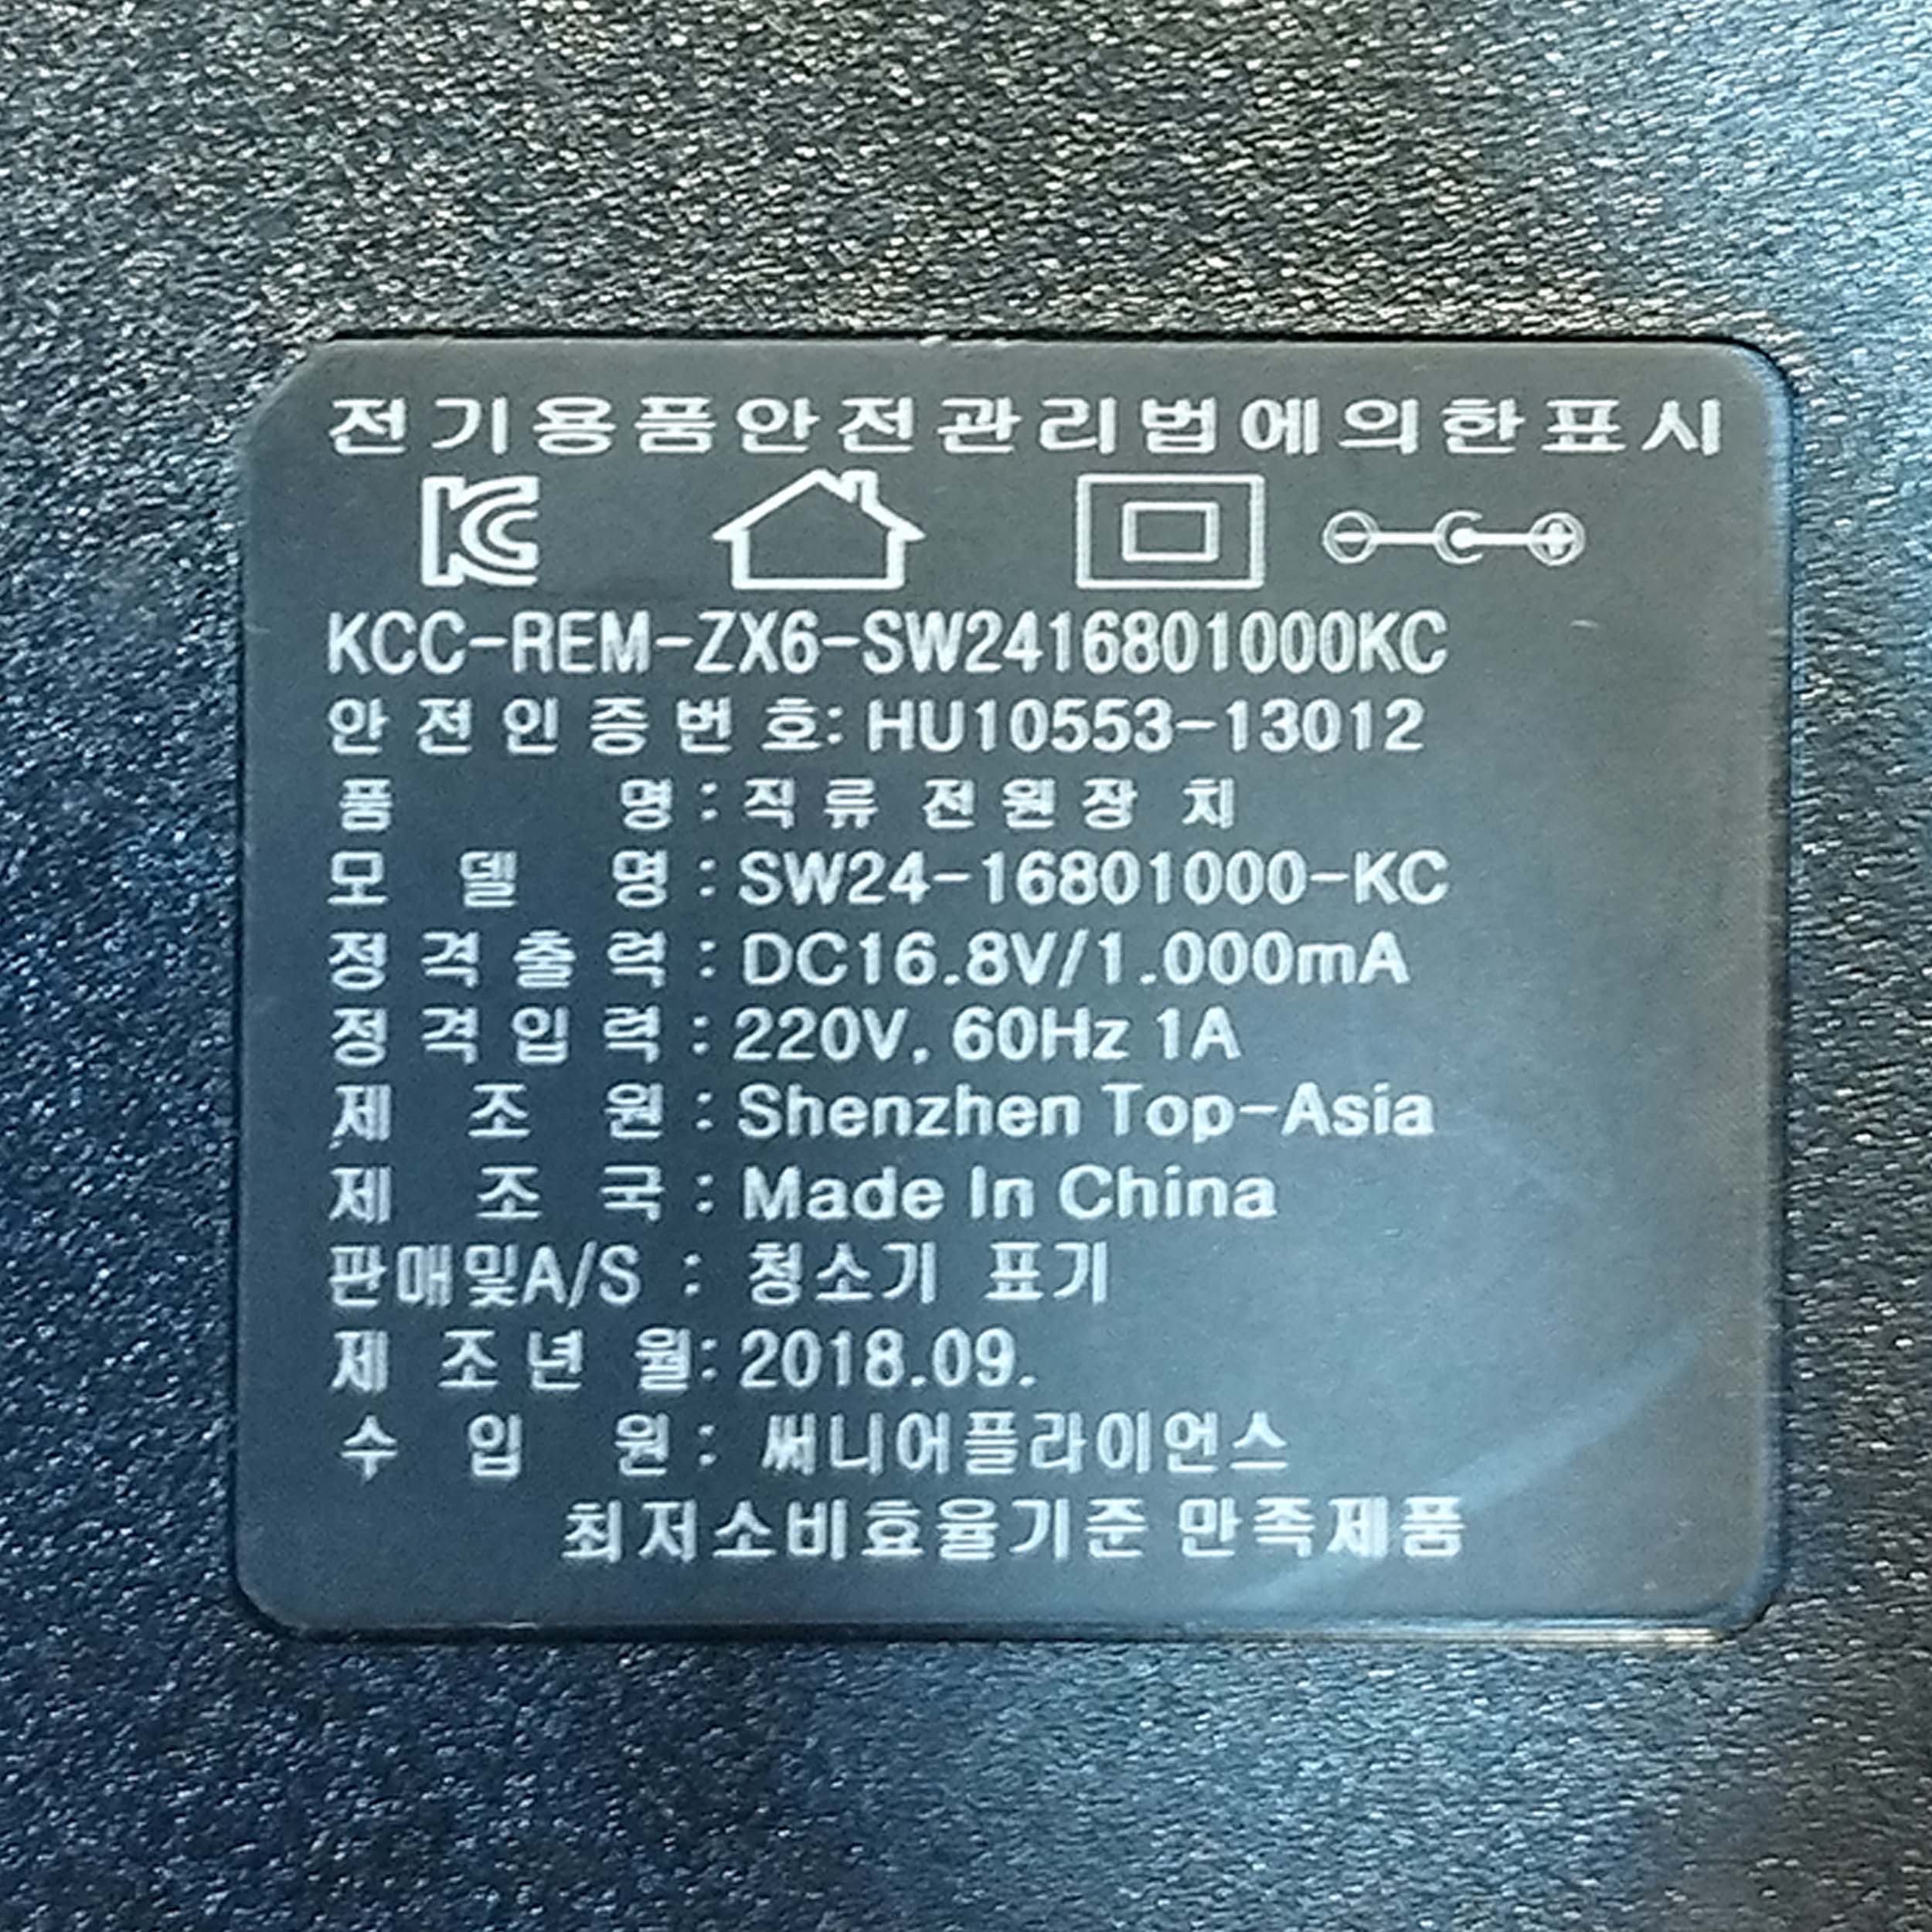 전기용품안전관리법에의한표시
KC
KCC-REM-ZX6-SW2416801000KC
안전인증번호: HU10553-13012
품 명 : 직류 전원장 치
모 델 명 : SW24-16801000-KC
정격출력 : DC16.8V/1.000mA
정격입력 : 220V. 60Hz 1A
제 조 원 : Shenzhen Top-Asia
제 조 국 : Made In China
판매및A/S : 청소기 표기
제 조년 월: 2018.09.
수 입 원 : 써니어플라이언스
최저소비효율기준 만족제품